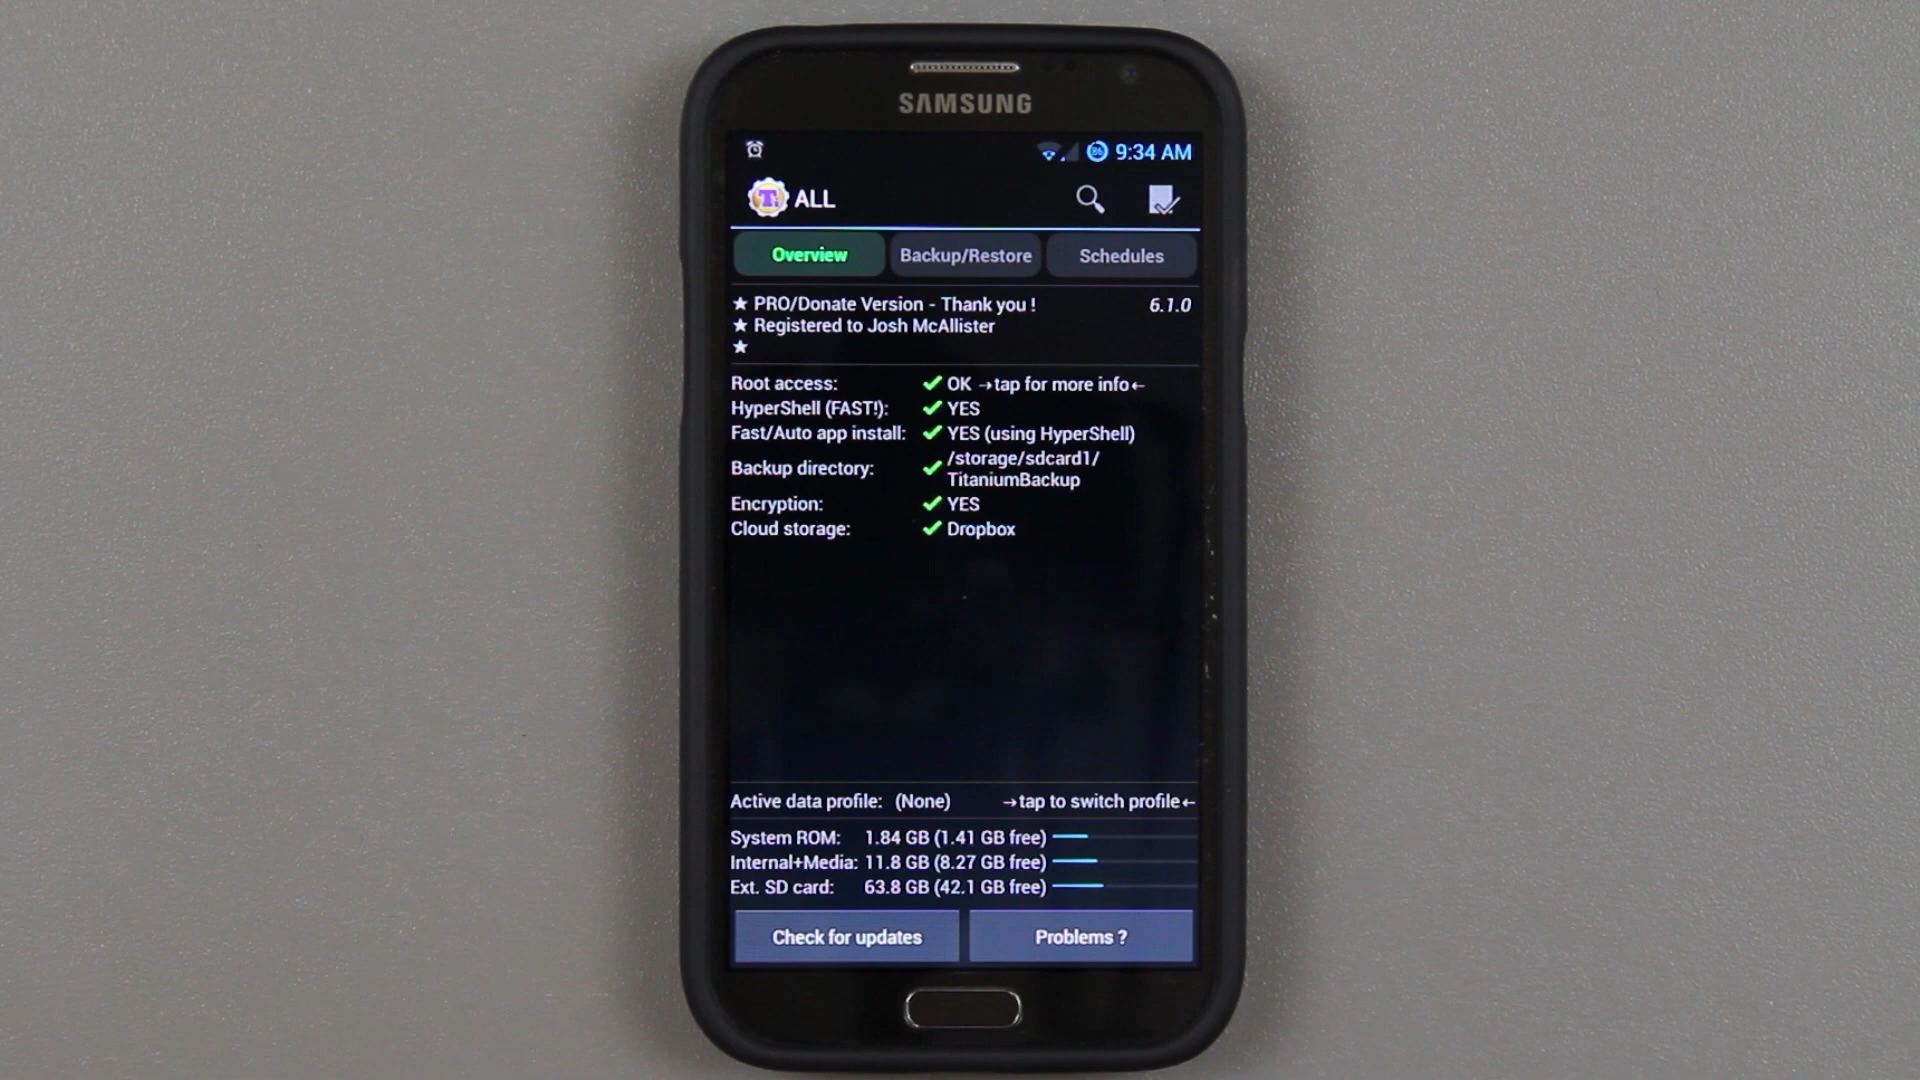 SAMSUNG
86 9:34 AM
ALL
Overview Backup/Restore Schedules
★ PRO/Donate Version - Thank you ! 6.1.0
★ Registered to Josh McAllister
★
Root access: ✔ OK →tap for more info←
HyperShell (FAST!): ✔ YES
Fast/Auto app install: ✔ YES (using HyperShell)
Backup directory: ✔ /storage/sdcard1/
TitaniumBackup
Encryption: ✔ YES
Cloud storage: ✔ Dropbox
Active data profile: (None) →tap to switch profile←
System ROM: 1.84 GB (1.41 GB free)
Internal+Media: 11.8 GB (8.27 GB free)
Ext. SD card: 63.8 GB (42.1 GB free)
Check for updates Problems ?